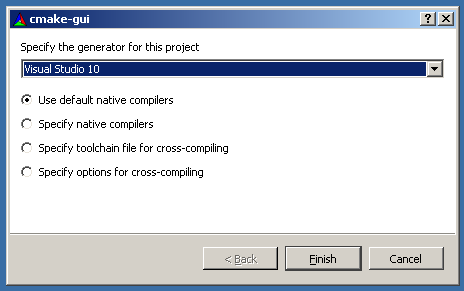 cmake-gui
Specify the generator for this project
Visual Studio 10
Use default native compilers
Specify native compilers
Specify toolchain file for cross-compiling
Specify options for cross-compiling
< Back
Finish
Cancel